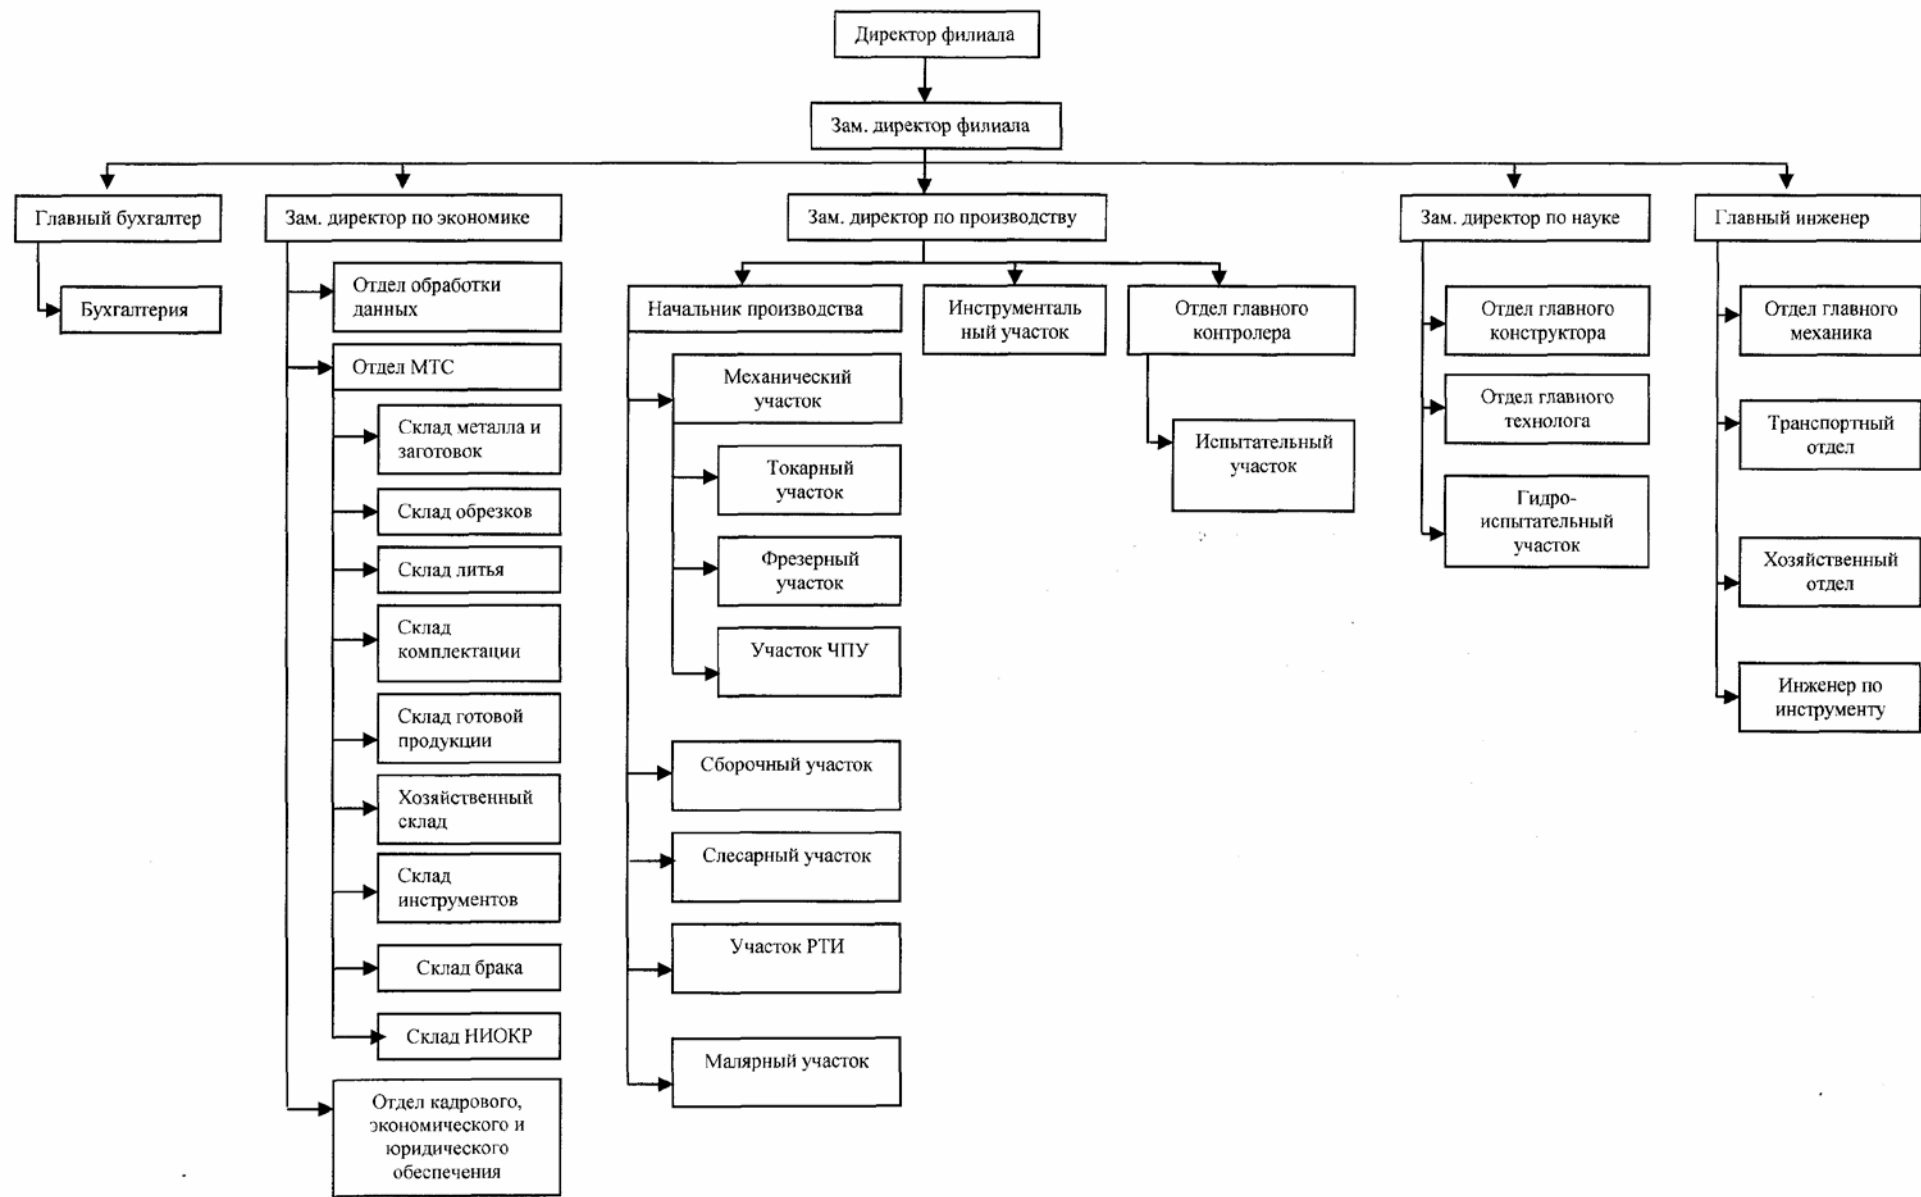 Директор филиала
Зам. директор филиала
Главный бухгалтер
Бухгалтерия
Зам. директор по экономике
Отдел обработки
данных
Отдел МТС
Склад металла и
заготовок
Склад обрезков
Склад литья
Склад
комплектации
Склад готовой
продукции
Хозяйственный
склад
Склад
инструментов
Склад брака
Склад НИОКР
Отдел кадрового,
экономического и
юридического
обеспечения
Зам. директор по производству
Начальник производства
Механический
участок
Токарный
участок
Фрезерный
участок
Участок ЧПУ
Сборочный участок
Слесарный участок
Участок РТИ
Малярный участок
Инструменталь
ный участок
Отдел главного
контролера
Испытательный
участок
Зам. директор по науке
Отдел главного
конструктора
Отдел главного
технолога
Гидро-
испытательный
участок
Главный инженер
Отдел главного
механика
Транспортный
отдел
Хозяйственный
отдел
Инженер по
инструменту